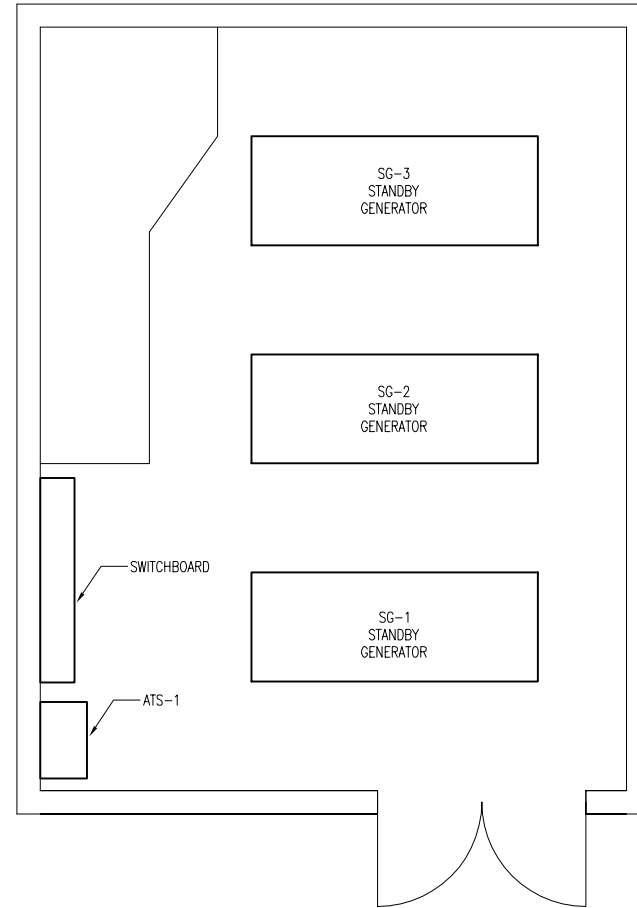 SG-3
STANDBY
GENERATOR
SG-2
STANDBY
GENERATOR
SWITCHBOARD
SG-1
STANDBY
GENERATOR
ATS-1